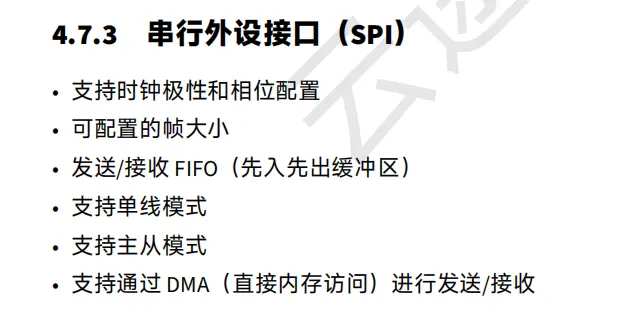 4.7.3 串行外设接口（SPI）
• 支持时钟极性和相位配置
• 可配置的帧大小
• 发送/接收 FIFO（先入先出缓冲区）
• 支持单线模式
• 支持主从模式
• 支持通过 DMA（直接内存访问）进行发送/接收
云途